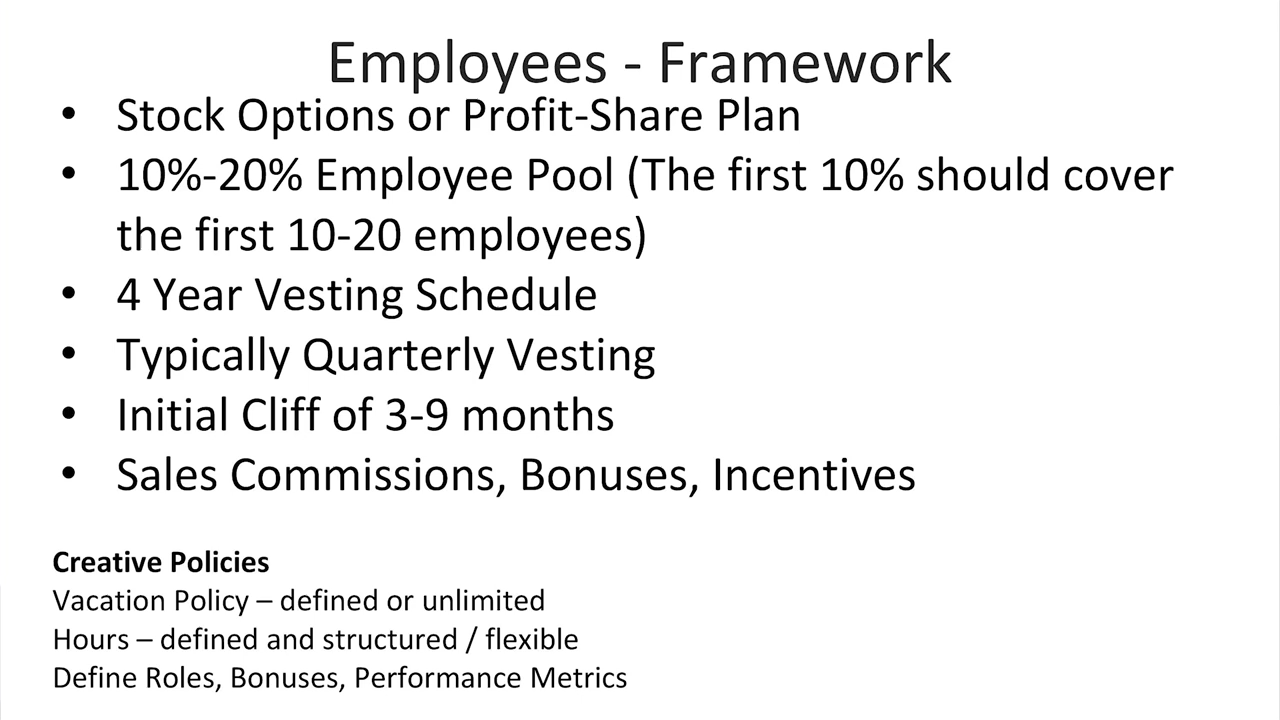 Employees - Framework
• Stock Options or Profit-Share Plan
• 10%-20% Employee Pool (The first 10% should cover
the first 10-20 employees)
• 4 Year Vesting Schedule
• Typically Quarterly Vesting
• Initial Cliff of 3-9 months
• Sales Commissions, Bonuses, Incentives
Creative Policies
Vacation Policy – defined or unlimited
Hours – defined and structured / flexible
Define Roles, Bonuses, Performance Metrics